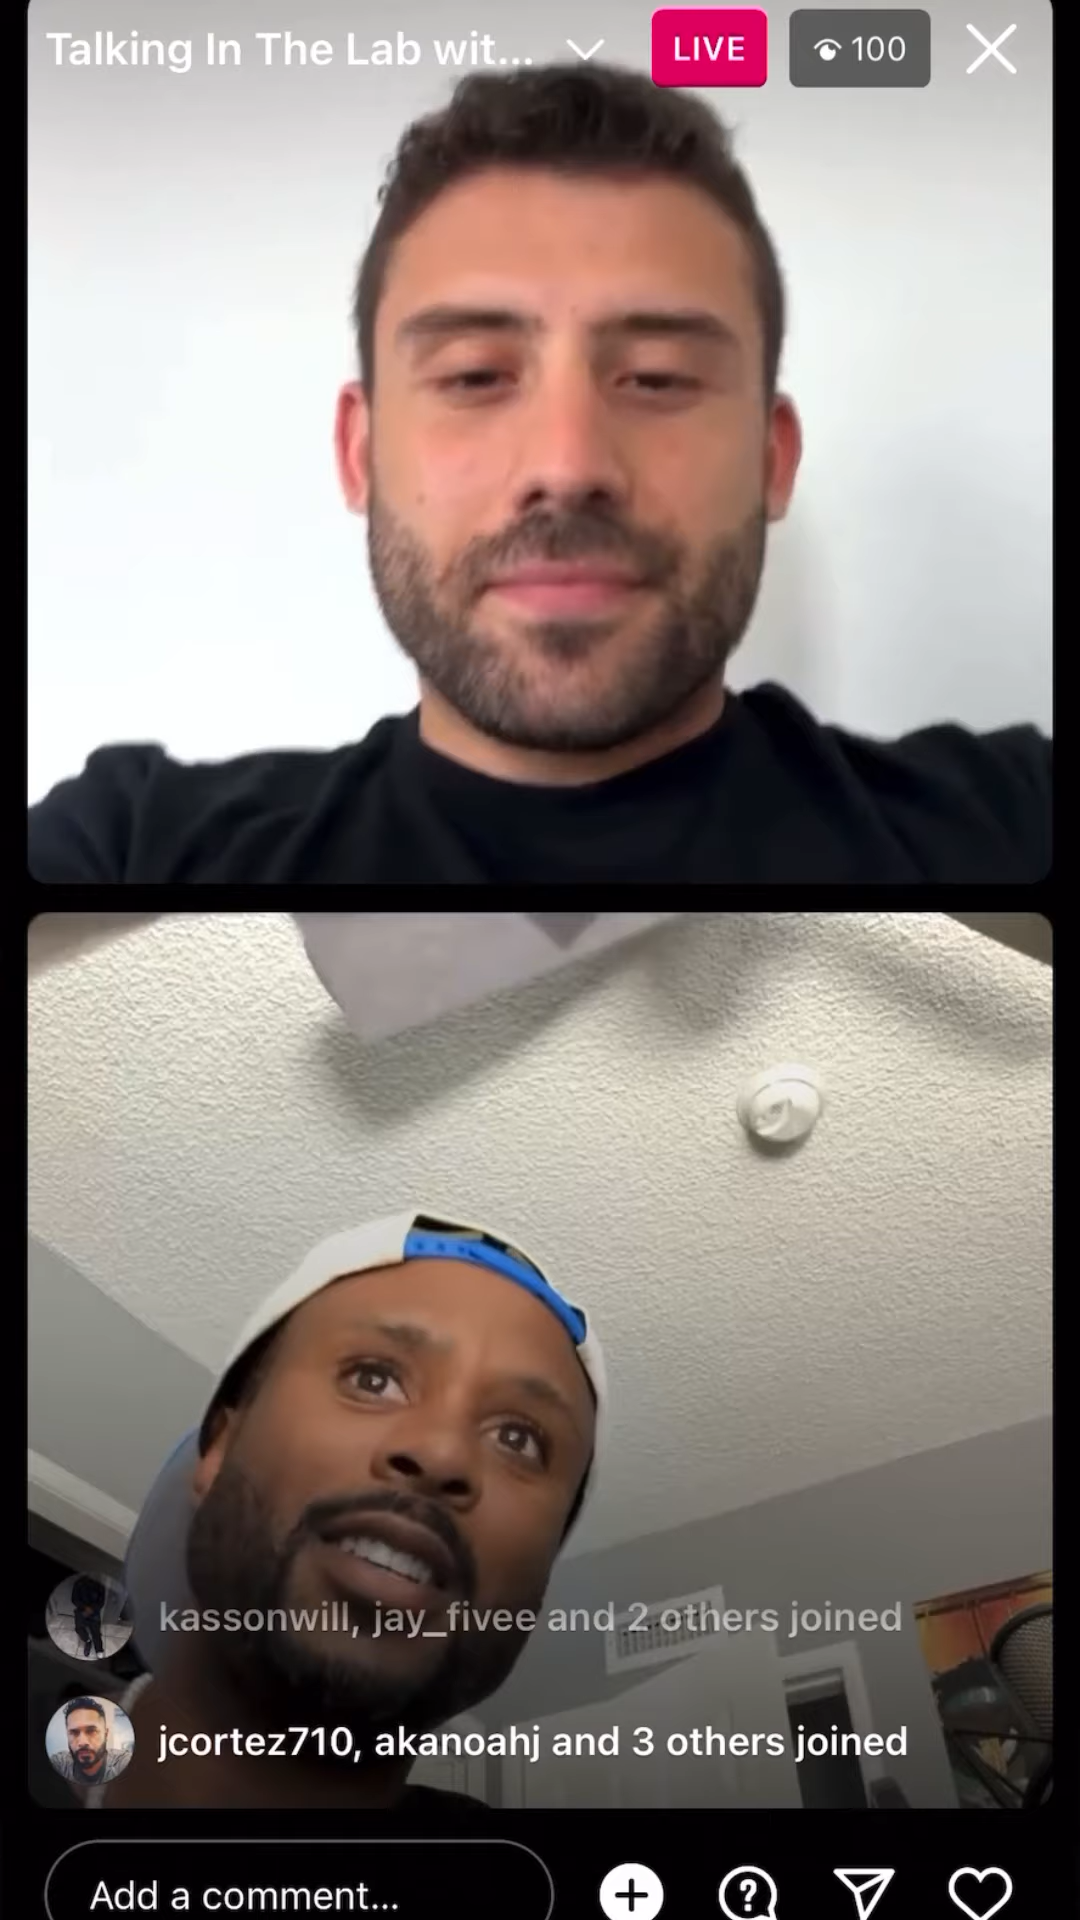 Talking In The Lab wit...
LIVE
100
kassonwill, jay_fivee and 2 others joined
jcortez710, akanoahj and 3 others joined
Add a comment...